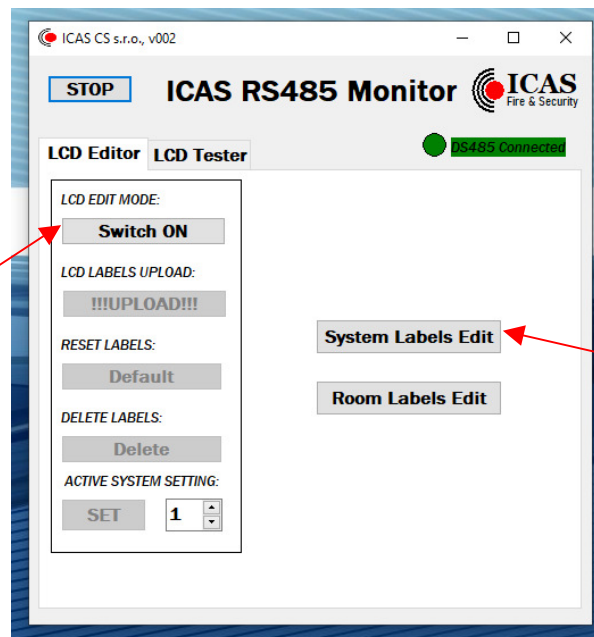 ICAS CS s.r.o., v002
STOP
ICAS RS485 Monitor
ICAS
Fire & Security
LCD Editor
LCD Tester
DS485 Connected
LCD EDIT MODE:
Switch ON
LCD LABELS UPLOAD:
!!!UPLOAD!!!
RESET LABELS:
Default
DELETE LABELS:
Delete
ACTIVE SYSTEM SETTING:
SET
1
System Labels Edit
Room Labels Edit